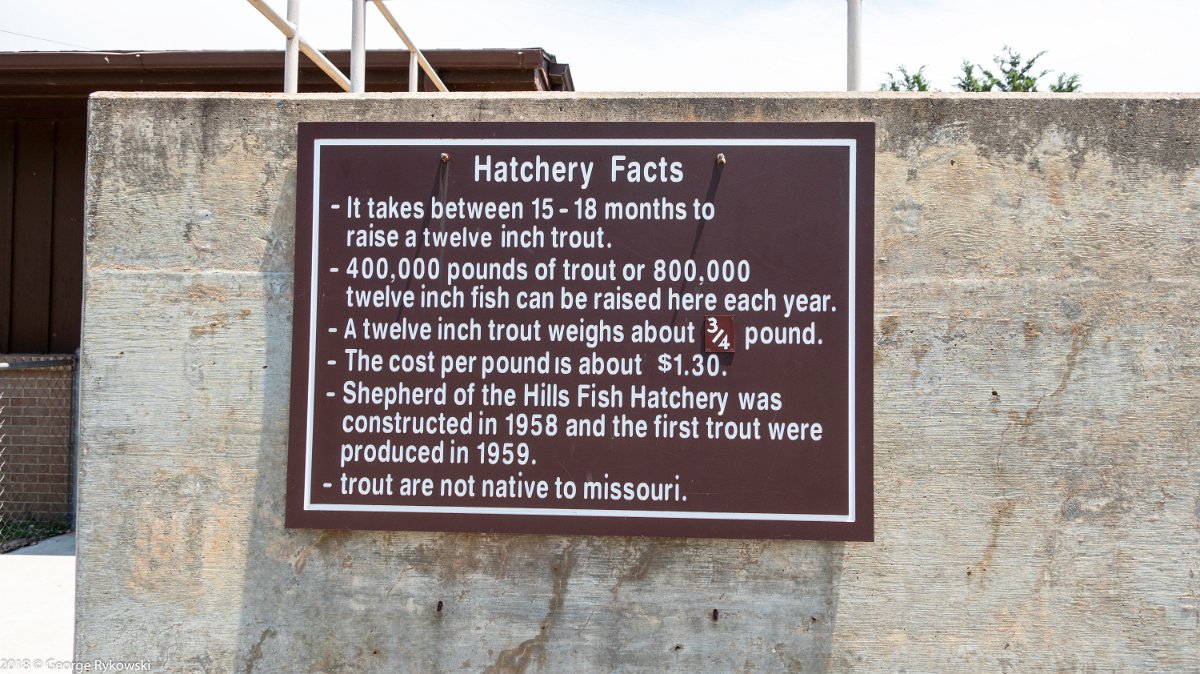 Hatchery Facts
- It takes between 15 - 18 months to
raise a twelve inch trout.
- 400,000 pounds of trout or 800,000
twelve inch fish can be raised here each year.
- A twelve inch trout weighs about 3/4 pound.
- The cost per pound is about $1.30.
- Shepherd of the Hills Fish Hatchery was
constructed in 1958 and the first trout were
produced in 1959.
- trout are not native to missouri.
2018 © George Rykowski